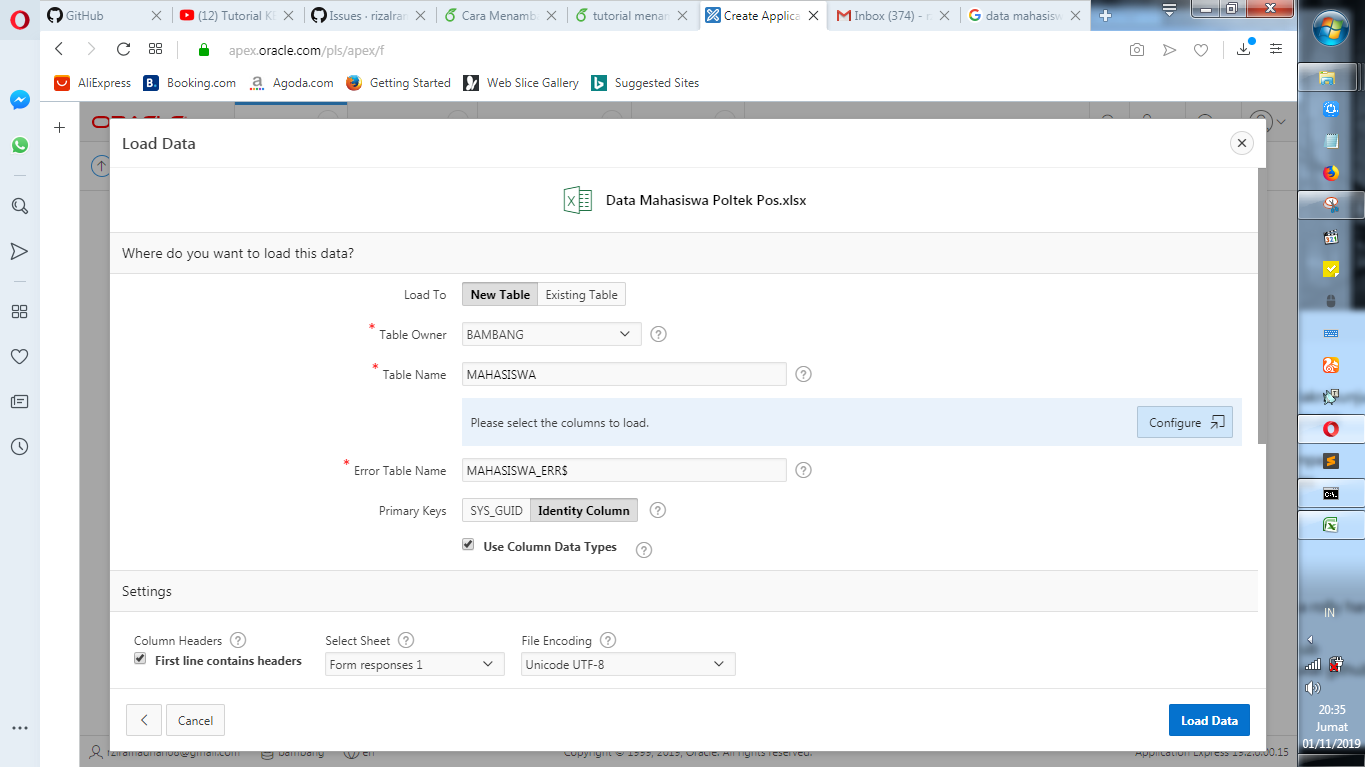 GitHub
(12) Tutorial KE
Issues · rizalran
Cara Menamb
tutorial menan
Create Applica
Inbox (374) -
data mahasisw
apex.oracle.com/pls/apex/f
AliExpress
Booking.com
Agoda.com
Getting Started
Web Slice Gallery
Suggested Sites
Load Data
Data Mahasiswa Poltek Pos.xlsx
Where do you want to load this data?
Load To New Table Existing Table
* Table Owner BAMBANG
* Table Name MAHASISWA
Please select the columns to load. Configure
* Error Table Name MAHASISWA_ERR$
Primary Keys SYS_GUID Identity Column
Use Column Data Types
Settings
Column Headers Select Sheet File Encoding
First line contains headers Form responses 1 Unicode UTF-8
Cancel Load Data
bambang en Copyright © 1999, 2019, Oracle. All rights reserved. Application Express 19.2.0.00.15
IN
20:35
Jumat
01/11/2019